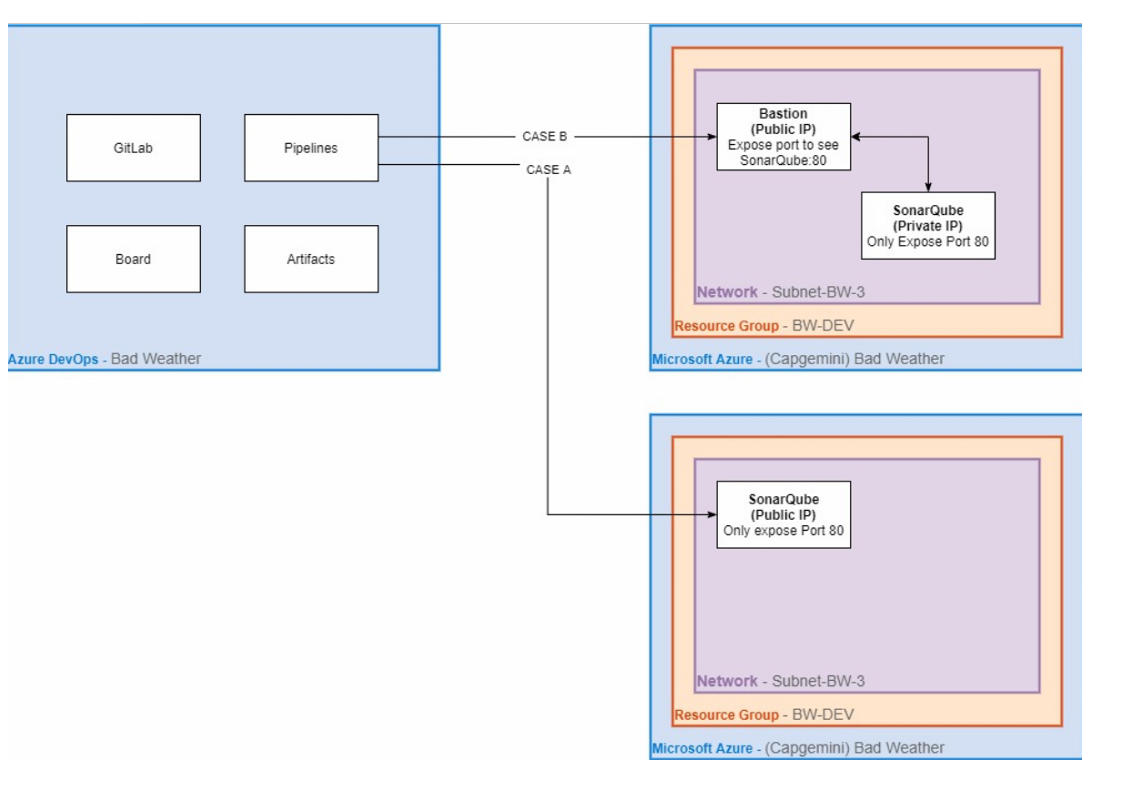 GitLab
Pipelines
Board
Artifacts
Azure DevOps - Bad Weather
CASE B
CASE A
Bastion
(Public IP)
Expose port to see
SonarQube:80
SonarQube
(Private IP)
Only Expose Port 80
Network - Subnet-BW-3
Resource Group - BW-DEV
Microsoft Azure - (Capgemini) Bad Weather
SonarQube
(Public IP)
Only expose Port 80
Network - Subnet-BW-3
Resource Group - BW-DEV
Microsoft Azure - (Capgemini) Bad Weather